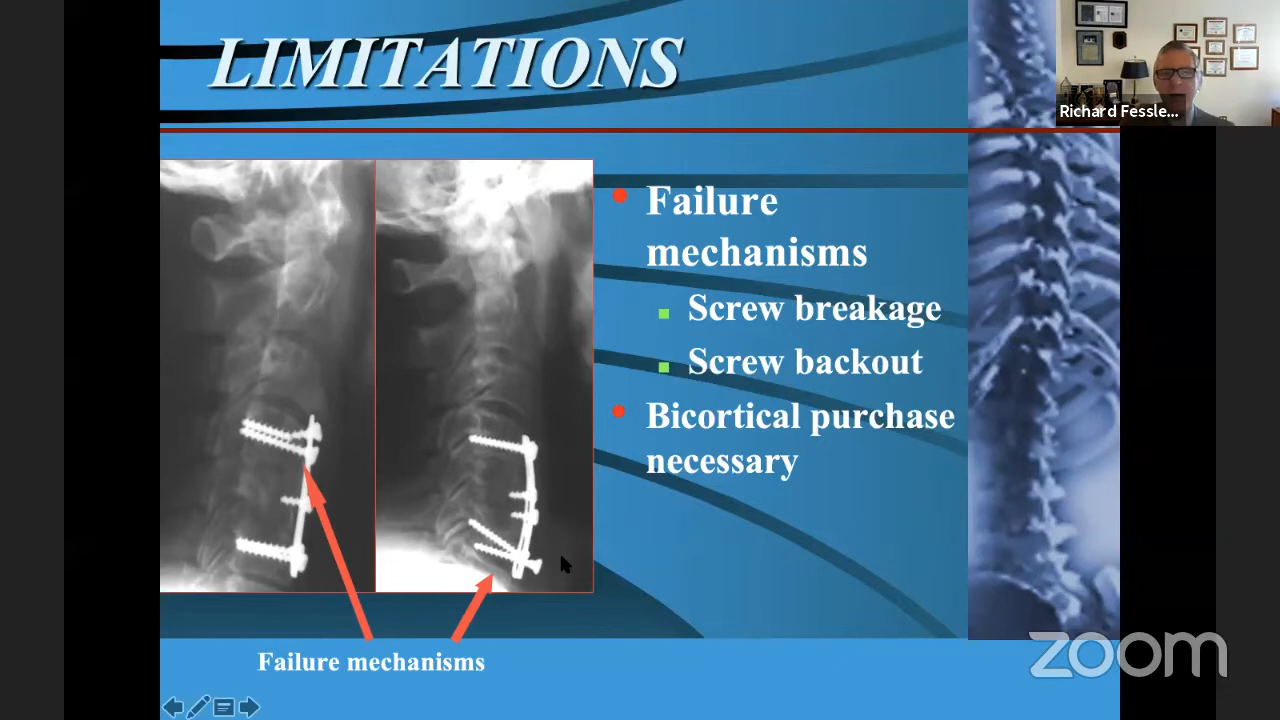 LIMITATIONS
Richard Fessle...
Failure
mechanisms
Screw breakage
Screw backout
Bicortical purchase
necessary
Failure mechanisms
zoom